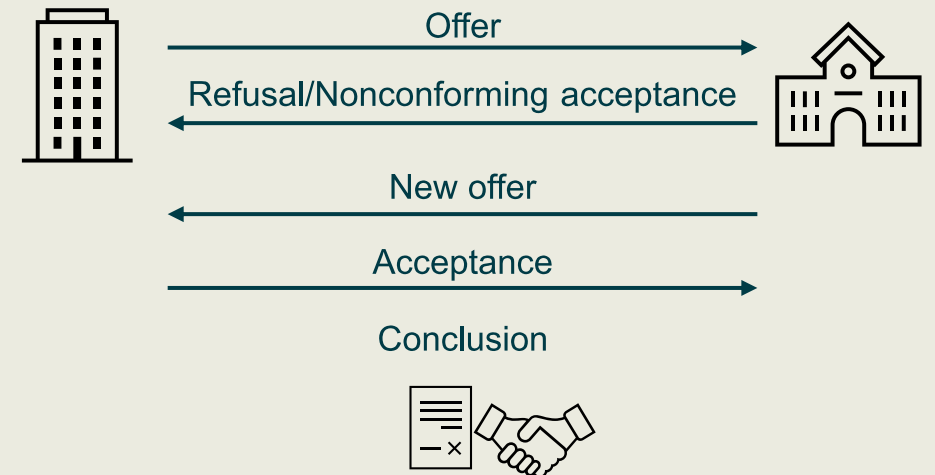 Offer
Refusal/Nonconforming acceptance
New offer
Acceptance
Conclusion